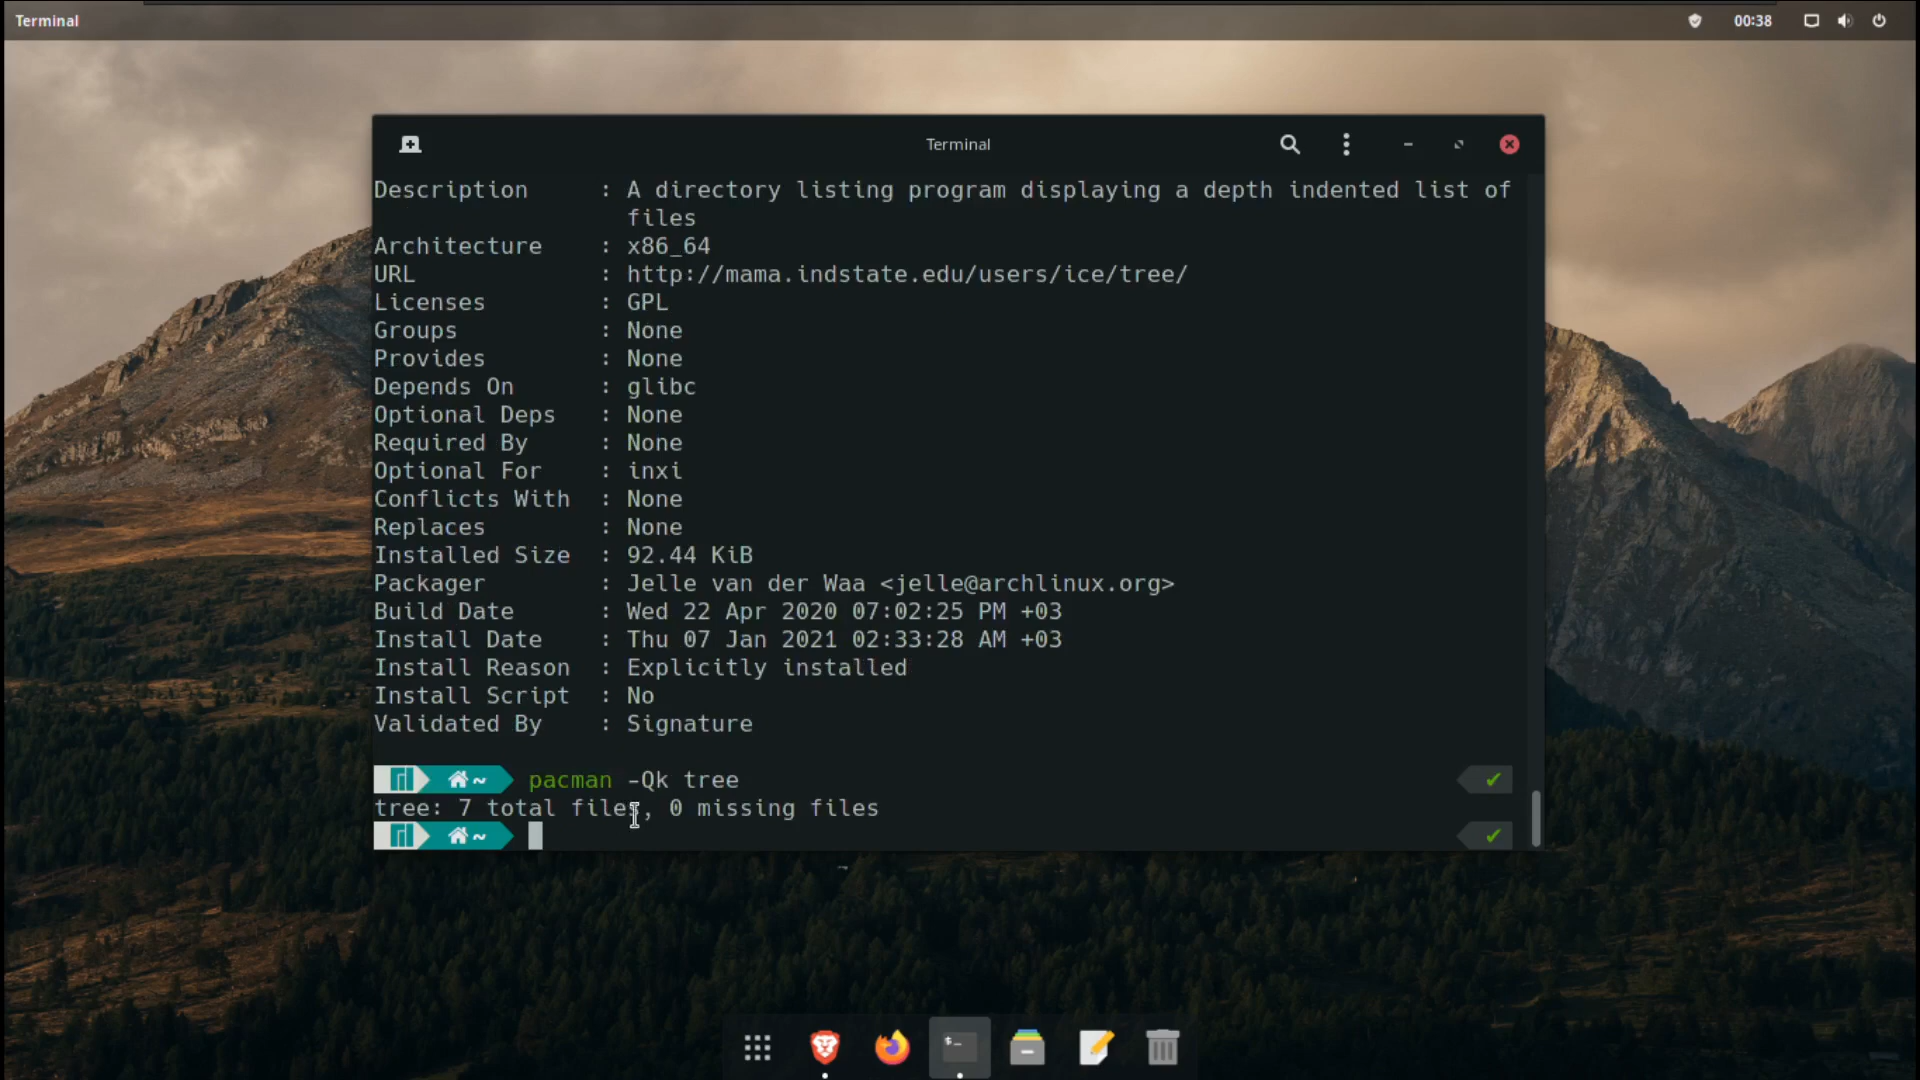 Terminal
00:38
Terminal
Description : A directory listing program displaying a depth indented list of
files
Architecture : x86_64
URL : http://mama.indstate.edu/users/ice/tree/
Licenses : GPL
Groups : None
Provides : None
Depends On : glibc
Optional Deps : None
Required By : None
Optional For : inxi
Conflicts With : None
Replaces : None
Installed Size : 92.44 KiB
Packager : Jelle van der Waa <jelle@archlinux.org>
Build Date : Wed 22 Apr 2020 07:02:25 PM +03
Install Date : Thu 07 Jan 2021 02:33:28 AM +03
Install Reason : Explicitly installed
Install Script : No
Validated By : Signature
~ pacman -Qk tree
tree: 7 total files, 0 missing files
~
$_